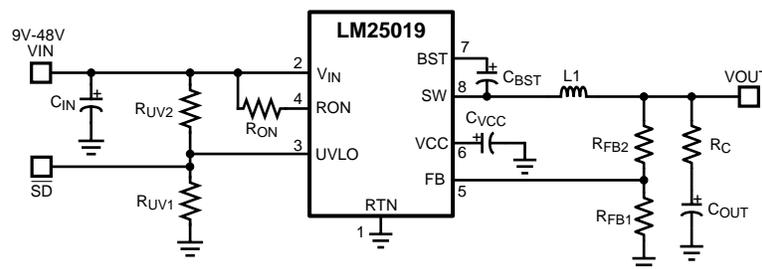 LM25019
9V-48V
VIN
2
VIN
BST
7
CBST
CIN
RUV2
4
RON
RON
SW
8
L1
VOUT
3
UVLO
VCC
6
CVCC
RFB2
RC
SD
RUV1
FB
5
RTN
1
RFB1
COUT